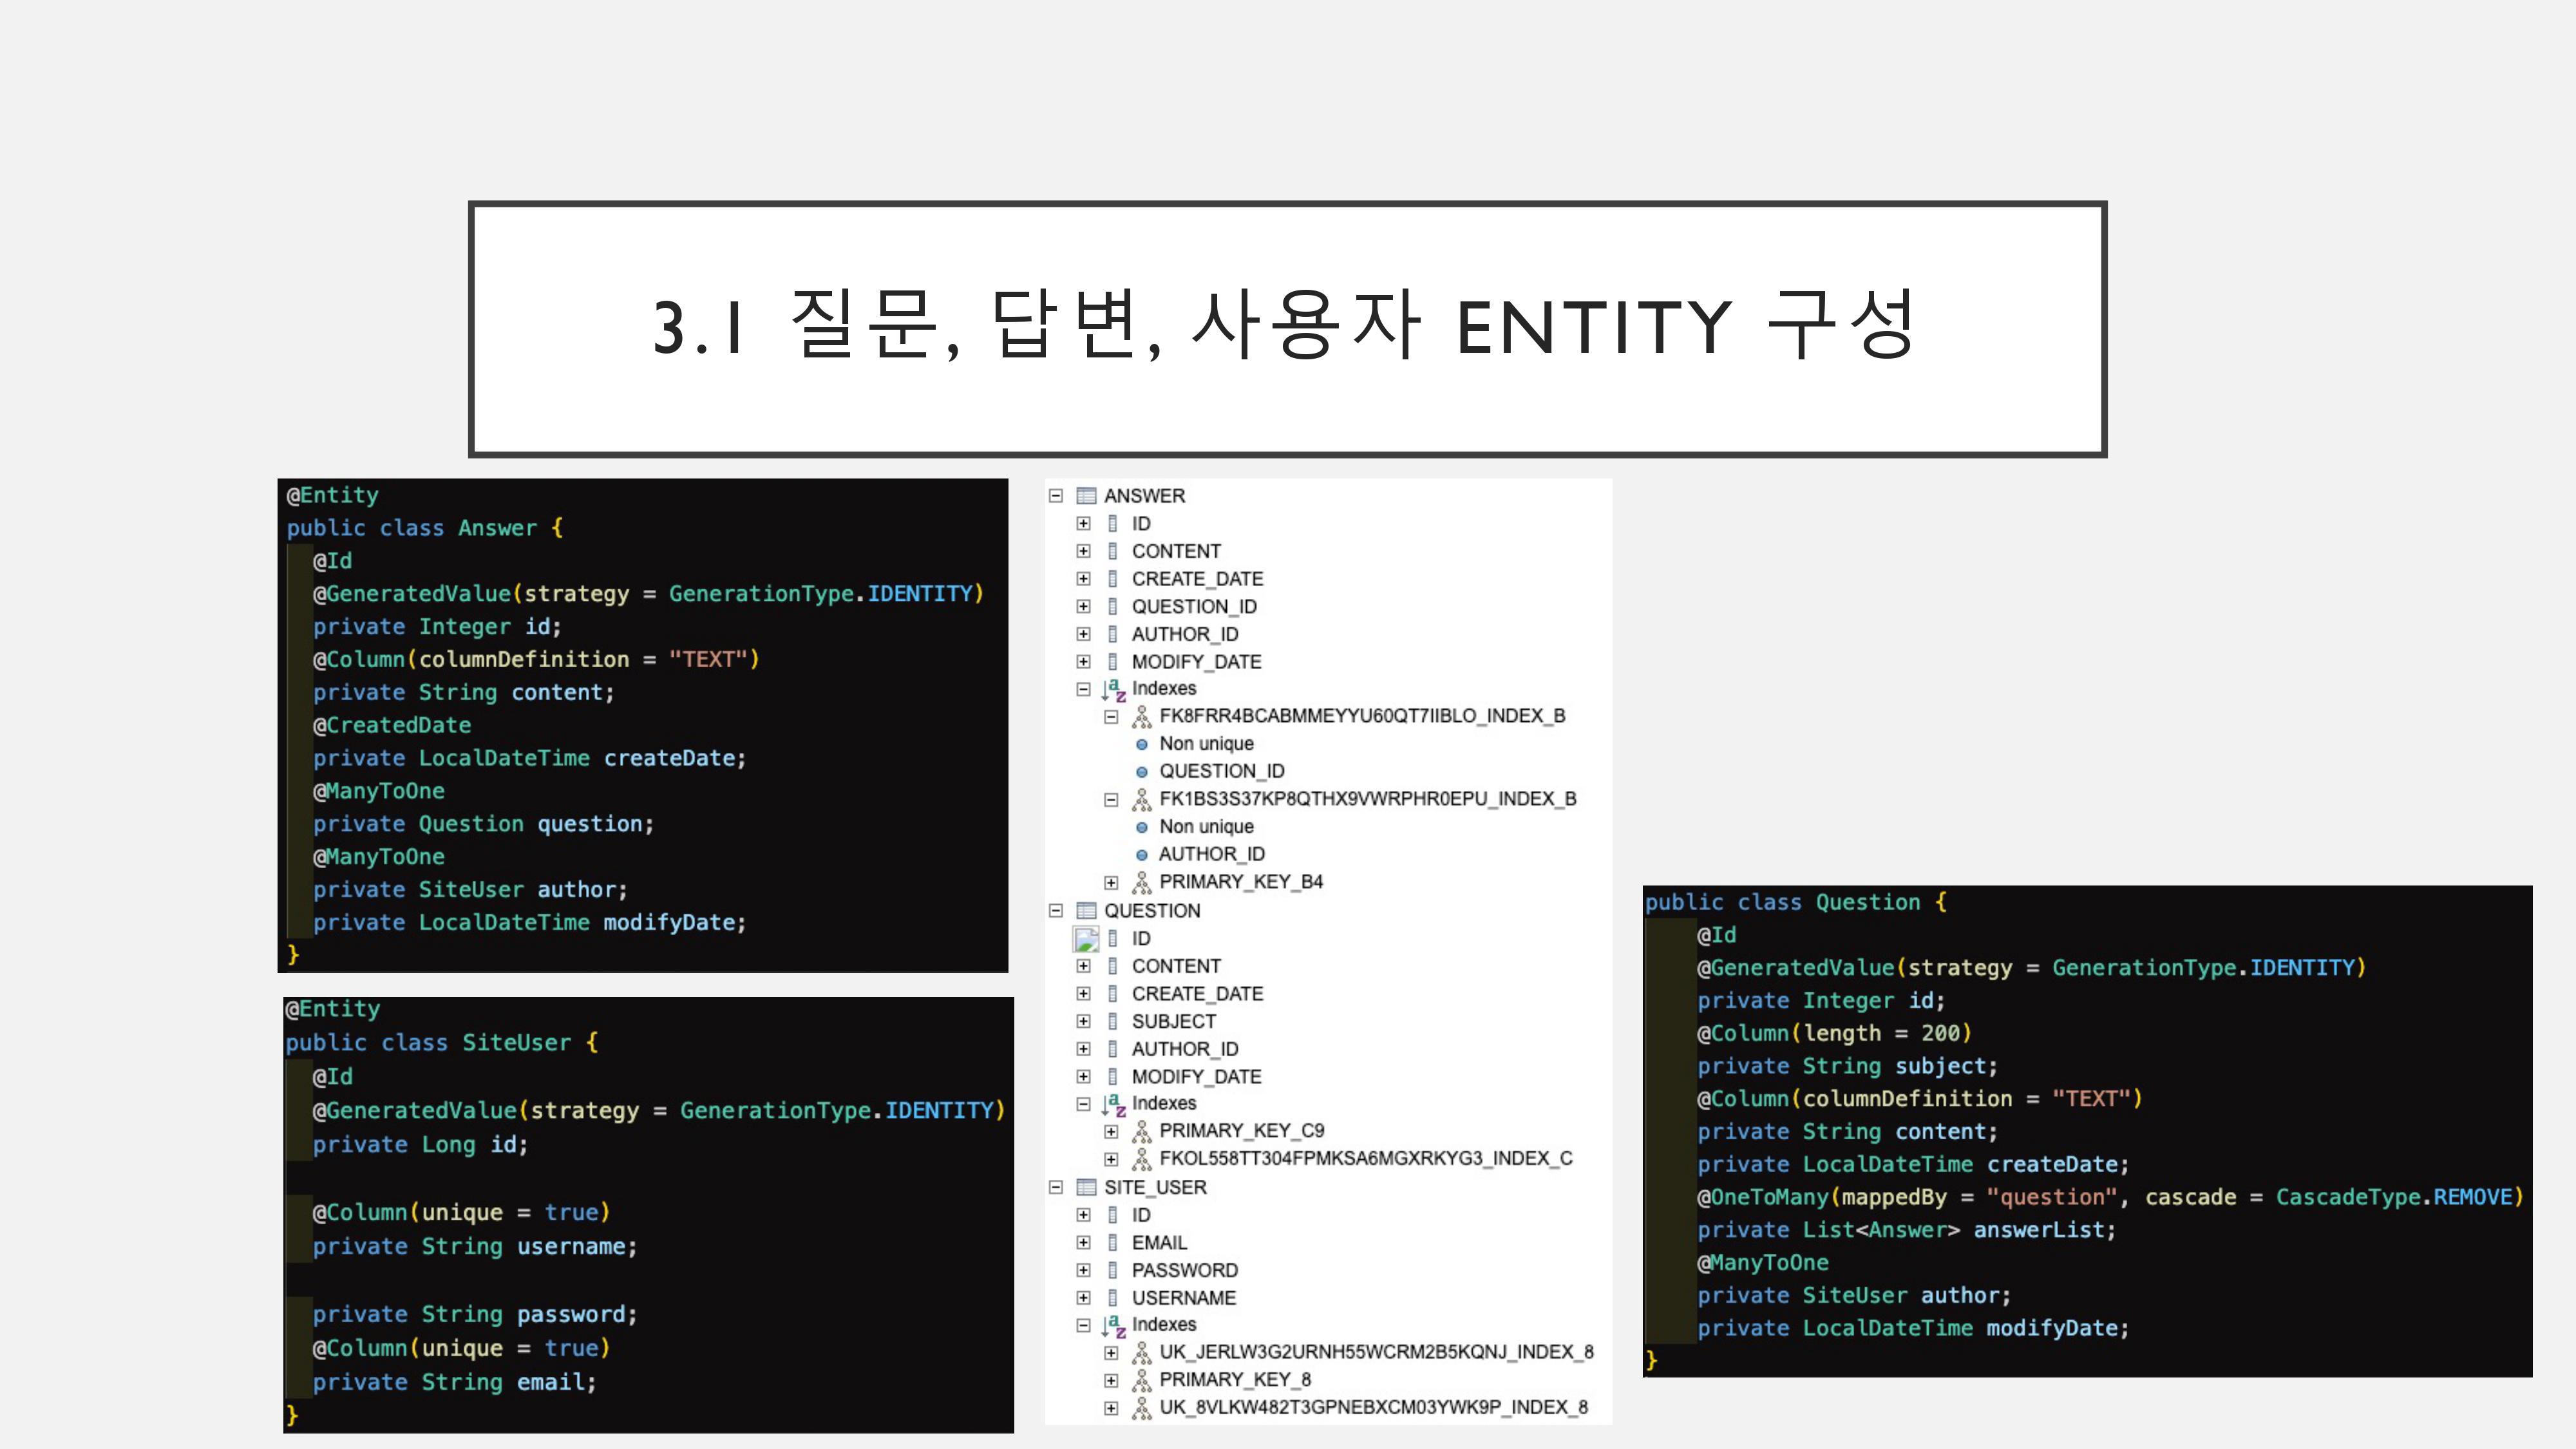 3.1 질문, 답변, 사용자 ENTITY 구성
@Entity
public class Answer {
@Id
@GeneratedValue(strategy = GenerationType.IDENTITY)
private Integer id;
@Column(columnDefinition = "TEXT")
private String content;
@CreatedDate
private LocalDateTime createDate;
@ManyToOne
private Question question;
@ManyToOne
private SiteUser author;
private LocalDateTime modifyDate;
}
@Entity
public class SiteUser {
@Id
@GeneratedValue(strategy = GenerationType.IDENTITY)
private Long id;
@Column(unique = true)
private String username;
private String password;
@Column(unique = true)
private String email;
}
ANSWER
ID
CONTENT
CREATE_DATE
QUESTION_ID
AUTHOR_ID
MODIFY_DATE
Indexes
FK8FRR4BCABMMEYYU60QT7IIBLO_INDEX_B
Non unique
QUESTION_ID
FK1BS3S37KP8QTHX9VWRPHR0EPU_INDEX_B
Non unique
AUTHOR_ID
PRIMARY_KEY_B4
QUESTION
ID
CONTENT
CREATE_DATE
SUBJECT
AUTHOR_ID
MODIFY_DATE
Indexes
PRIMARY_KEY_C9
FKOL558TT304FPMKSA6MGXRKYG3_INDEX_C
SITE_USER
ID
EMAIL
PASSWORD
USERNAME
Indexes
UK_JERLW3G2URNH55WCRM2B5KQNJ_INDEX_8
PRIMARY_KEY_8
UK_8VLKW482T3GPNEBXCM03YWK9P_INDEX_8
public class Question {
@Id
@GeneratedValue(strategy = GenerationType.IDENTITY)
private Integer id;
@Column(length = 200)
private String subject;
@Column(columnDefinition = "TEXT")
private String content;
private LocalDateTime createDate;
@OneToMany(mappedBy = "question", cascade = CascadeType.REMOVE)
private List<Answer> answerList;
@ManyToOne
private SiteUser author;
private LocalDateTime modifyDate;
}